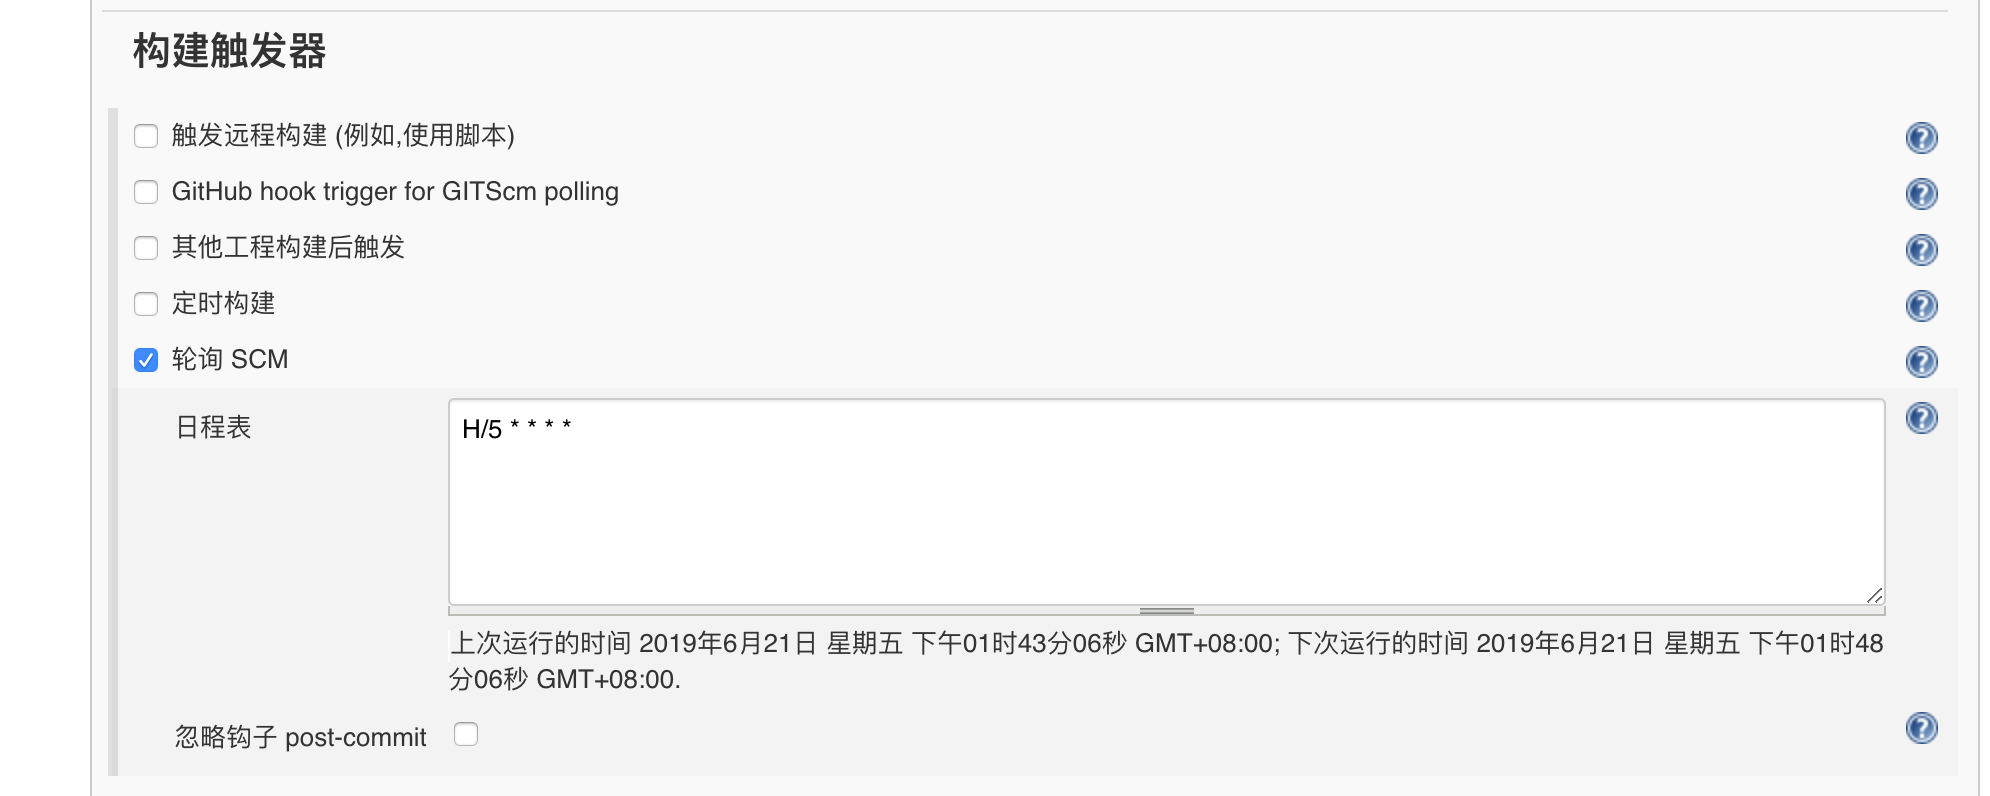 构建触发器
触发远程构建 (例如,使用脚本)
GitHub hook trigger for GITScm polling
其他工程构建后触发
定时构建
轮询 SCM
日程表
H/5 * * * *
上次运行的时间 2019年6月21日 星期五 下午01时43分06秒 GMT+08:00; 下次运行的时间 2019年6月21日 星期五 下午01时48
分06秒 GMT+08:00.
忽略钩子 post-commit